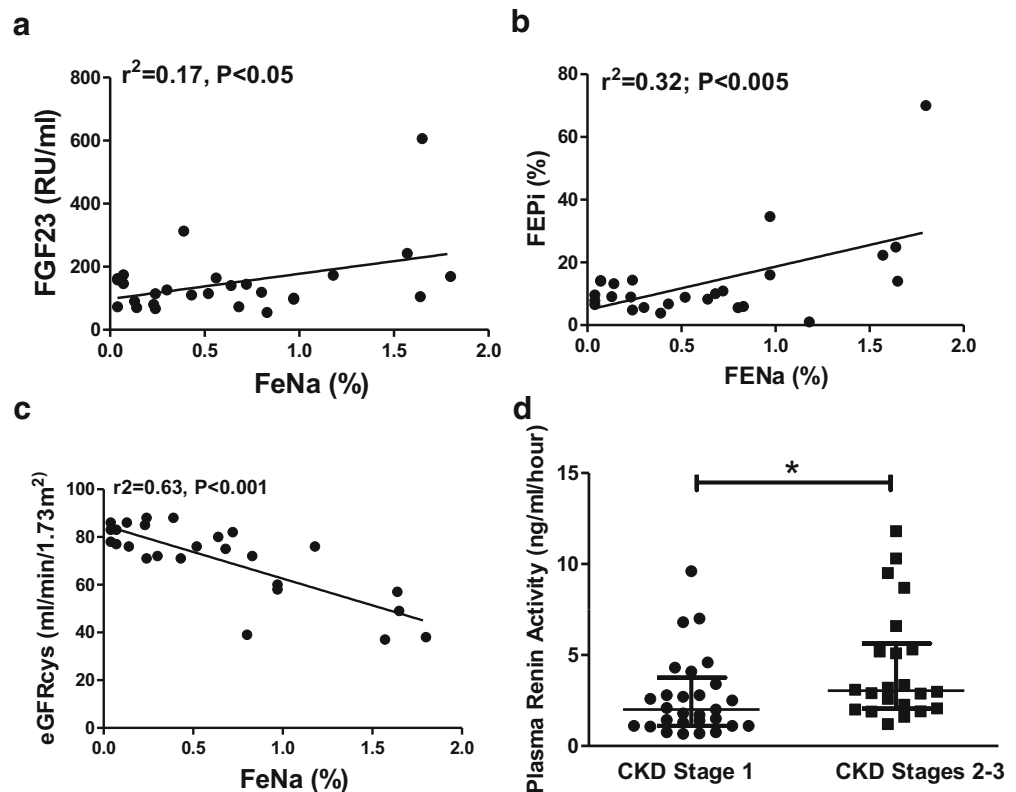 a
r²=0.17, P<0.05
FGF23 (RU/ml)
800
600
400
200
0
0.0 0.5 1.0 1.5 2.0
FeNa (%)
b
r²=0.32; P<0.005
FEPi (%)
80
60
40
20
0
0.0 0.5 1.0 1.5 2.0
FENa (%)
c
r2=0.63, P<0.001
eGFRcys (ml/min/1.73m²)
100
80
60
40
20
0
0.0 0.5 1.0 1.5 2.0
FeNa (%)
d
*
Plasma Renin Activity (ng/ml/hour)
15
10
5
0
CKD Stage 1 CKD Stages 2-3